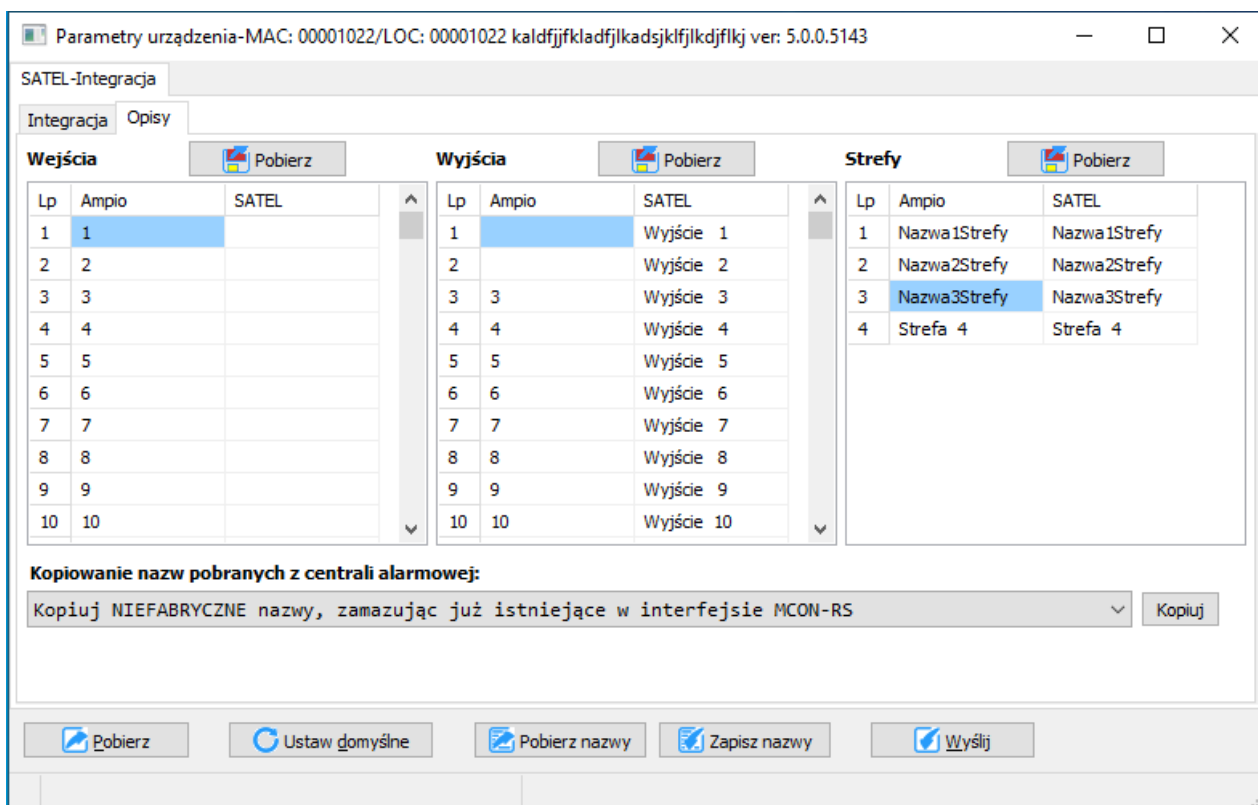 Parametry urządzenia-MAC: 00001022/LOC: 00001022 kaldfjjfkladfjlkadsjklfjlkdjflkj ver: 5.0.0.5143
SATEL-Integracja
Integracja Opisy
Wejścia Pobierz Wyjścia Pobierz Strefy Pobierz
Lp Ampio SATEL Lp Ampio SATEL Lp Ampio SATEL
1 1 1 Wyjście 1 1 Nazwa1Strefy Nazwa1Strefy
2 2 2 Wyjście 2 2 Nazwa2Strefy Nazwa2Strefy
3 3 3 3 Wyjście 3 3 Nazwa3Strefy Nazwa3Strefy
4 4 4 4 Wyjście 4 4 Strefa 4 Strefa 4
5 5 5 5 Wyjście 5
6 6 6 6 Wyjście 6
7 7 7 7 Wyjście 7
8 8 8 8 Wyjście 8
9 9 9 9 Wyjście 9
10 10 10 10 Wyjście 10
Kopiowanie nazw pobranych z centrali alarmowej:
Kopiuj NIEFABRYCZNE nazwy, zamazując już istniejące w interfejsie MCON-RS Kopiuj
Pobierz Ustaw domyślne Pobierz nazwy Zapisz nazwy Wyślij